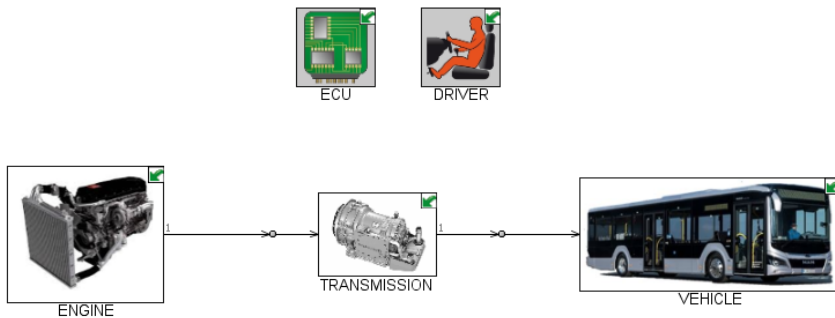 ECU
DRIVER
1
1
ENGINE
TRANSMISSION
VEHICLE